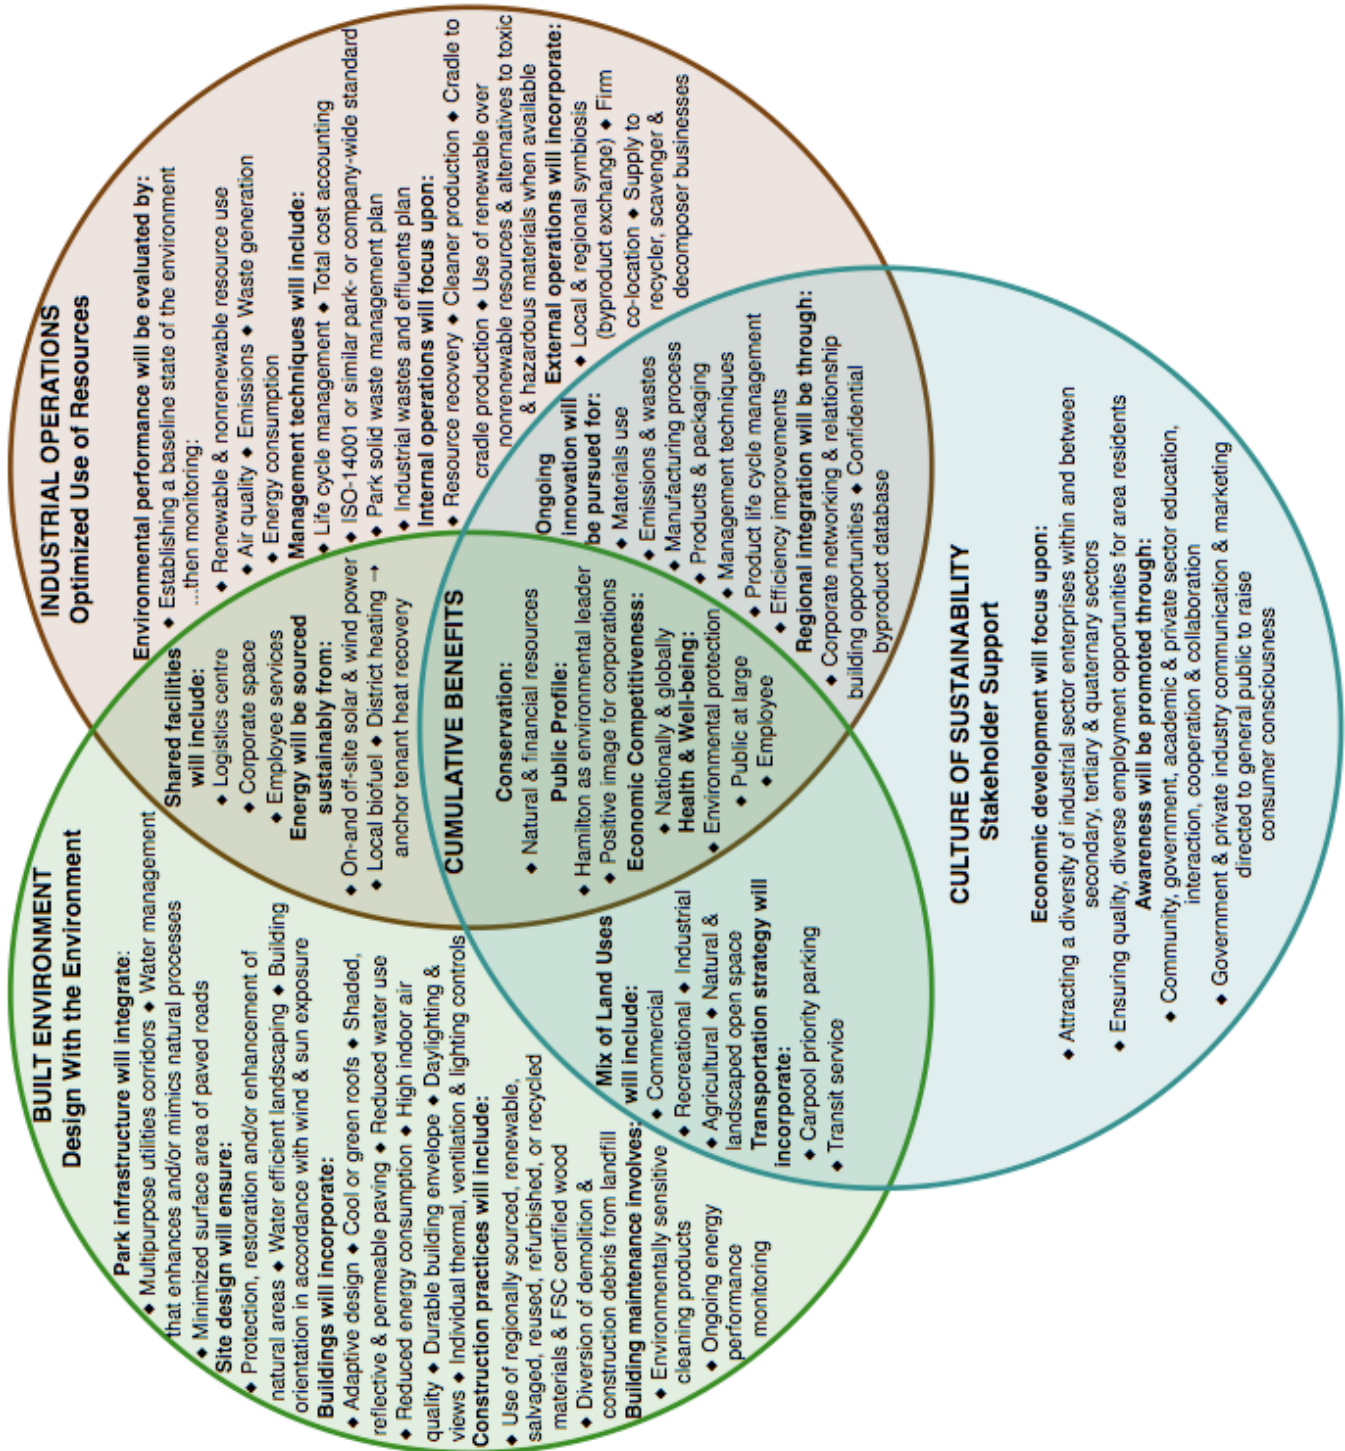 BUILT ENVIRONMENT
Design With the Environment
Park infrastructure will integrate:
◆ Multipurpose utilities corridors ◆ Water management
that enhances and/or mimics natural processes
◆ Minimized surface area of paved roads
Site design will ensure:
◆ Protection, restoration and/or enhancement of
natural areas ◆ Water efficient landscaping ◆ Building
orientation in accordance with wind & sun exposure
Buildings will incorporate:
◆ Adaptive design ◆ Cool or green roofs ◆ Shaded,
reflective & permeable paving ◆ Reduced water use
◆ Reduced energy consumption ◆ High indoor air
quality ◆ Durable building envelope ◆ Daylighting &
views ◆ Individual thermal, ventilation & lighting controls
Construction practices will include:
◆ Use of regionally sourced, renewable,
salvaged, reused, refurbished, or recycled
materials & FSC certified wood
◆ Diversion of demolition &
construction debris from landfill
Building maintenance involves:
◆ Environmentally sensitive
cleaning products
◆ Ongoing energy
performance
monitoring
Shared facilities
will include:
◆ Logistics centre
◆ Corporate space
◆ Employee services
Energy will be sourced
sustainably from:
◆ On-and off-site solar & wind power
◆ Local biofuel ◆ District heating →
anchor tenant heat recovery
INDUSTRIAL OPERATIONS
Optimized Use of Resources
Environmental performance will be evaluated by:
◆ Establishing a baseline state of the environment
...then monitoring:
◆ Renewable & nonrenewable resource use
◆ Air quality ◆ Emissions ◆ Waste generation
◆ Energy consumption
Management techniques will include:
◆ Life cycle management ◆ Total cost accounting
◆ ISO-14001 or similar park- or company-wide standard
◆ Park solid waste management plan
◆ Industrial wastes and effluents plan
Internal operations will focus upon:
◆ Resource recovery ◆ Cleaner production ◆ Cradle to
cradle production ◆ Use of renewable over
nonrenewable resources & alternatives to toxic
& hazardous materials when available
External operations will incorporate:
◆ Local & regional symbiosis
(byproduct exchange) ◆ Firm
co-location ◆ Supply to
recycler, scavenger &
decomposer businesses
CUMULATIVE BENEFITS
Conservation:
◆ Natural & financial resources
Public Profile:
◆ Hamilton as environmental leader
◆ Positive image for corporations
Economic Competitiveness:
◆ Nationally & globally
Health & Well-being:
◆ Environmental protection
◆ Public at large
◆ Employee
Mix of Land Uses
will include:
◆ Commercial
◆ Recreational ◆ Industrial
◆ Agricultural ◆ Natural &
landscaped open space
Transportation strategy will
incorporate:
◆ Carpool priority parking
◆ Transit service
Ongoing
innovation will
be pursued for:
◆ Materials use
◆ Emissions & wastes
◆ Manufacturing process
◆ Products & packaging
◆ Management techniques
◆ Product life cycle management
◆ Efficiency improvements
Regional integration will be through:
◆ Corporate networking & relationship
building opportunities ◆ Confidential
byproduct database
CULTURE OF SUSTAINABILITY
Stakeholder Support
Economic development will focus upon:
◆ Attracting a diversity of industrial sector enterprises within and between
secondary, tertiary & quaternary sectors
◆ Ensuring quality, diverse employment opportunities for area residents
Awareness will be promoted through:
◆ Community, government, academic & private sector education,
interaction, cooperation & collaboration
◆ Government & private industry communication & marketing
directed to general public to raise
consumer consciousness